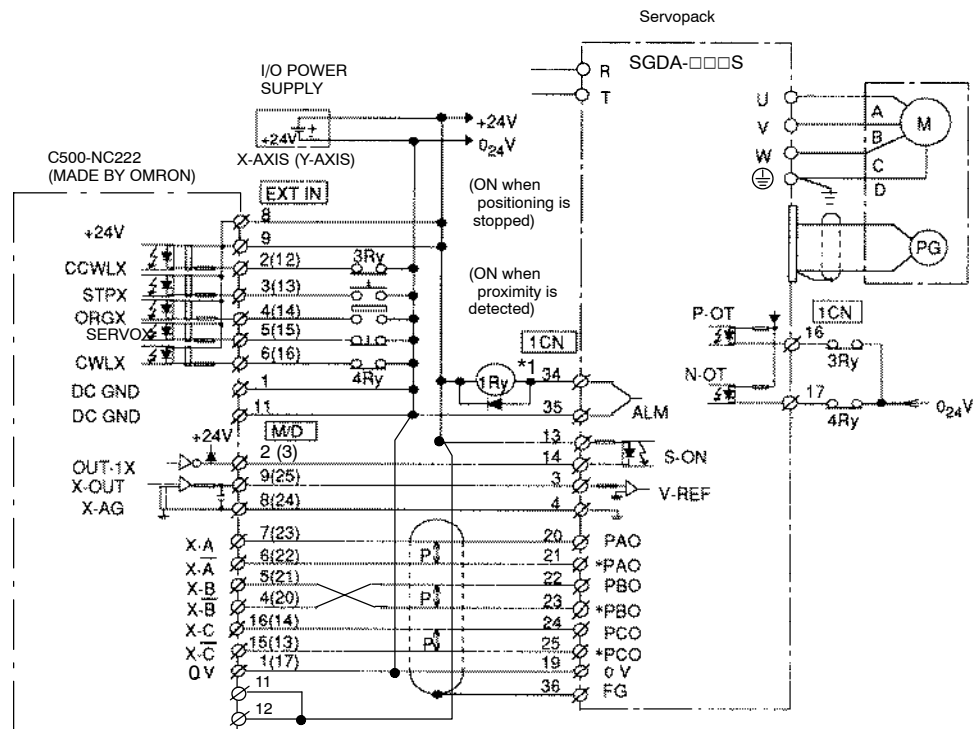 Servopack
SGDA-□□□S
R
T
I/O POWER
SUPPLY
+24V
+24V
0 24V
X-AXIS (Y-AXIS)
C500-NC222
(MADE BY OMRON)
EXT IN
(ON when
positioning is
stopped)
(ON when
proximity is
detected)
U
V
W
A
B
C
D
M
PG
8
+24V
9
CCWLX
2(12)
3Ry
STPX
3(13)
ORGX
4(14)
SERVOX
5(15)
CWLX
6(16)
4Ry
DC GND
1
DC GND
11
1CN
*1
1Ry
34
35
ALM
P-OT
1CN
16
3Ry
N-OT
17
4Ry
0 24V
M/D
+24V
OUT-1X
2 (3)
X-OUT
9(25)
X-AG
8(24)
13
14
S-ON
3
V-REF
4
X-A
7(23)
P
20
PAO
X-A̅
6(22)
21
*PAO
X-B
5(21)
22
PBO
P
X-B̅
4(20)
23
*PBO
X-C
16(14)
24
PCO
P
X-C̅
15(13)
25
*PCO
0 V
1(17)
19
0 V
11
36
FG
12